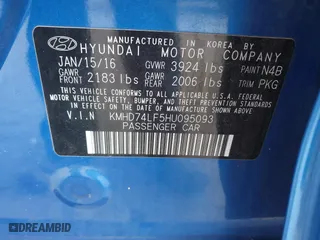 MANUFACTURED IN KOREA BY
HYUNDAI MOTOR COMPANY
JAN/15/16 GVWR 3924 lbs PAINT N4B
GAWR FRONT 2183 lbs GAWR REAR 2006 lbs TRIM PKG
THIS VEHICLE CONFORMS TO ALL APPLICABLE
U.S. FEDERAL MOTOR VEHICLE SAFETY, BUMPER,
AND THEFT PREVENTION STANDARDS IN EFFECT ON
THE DATE OF MANUFACTURE SHOWN ABOVE.
V.I.N KMHD74LF5HU095093
PASSENGER CAR
DREAMBID